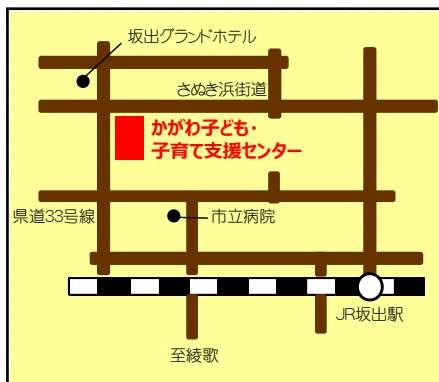 坂出グランドホテル
さぬき浜街道
かがわ子ども・
子育て支援センター
県道33号線
市立病院
JR坂出駅
至綾歌